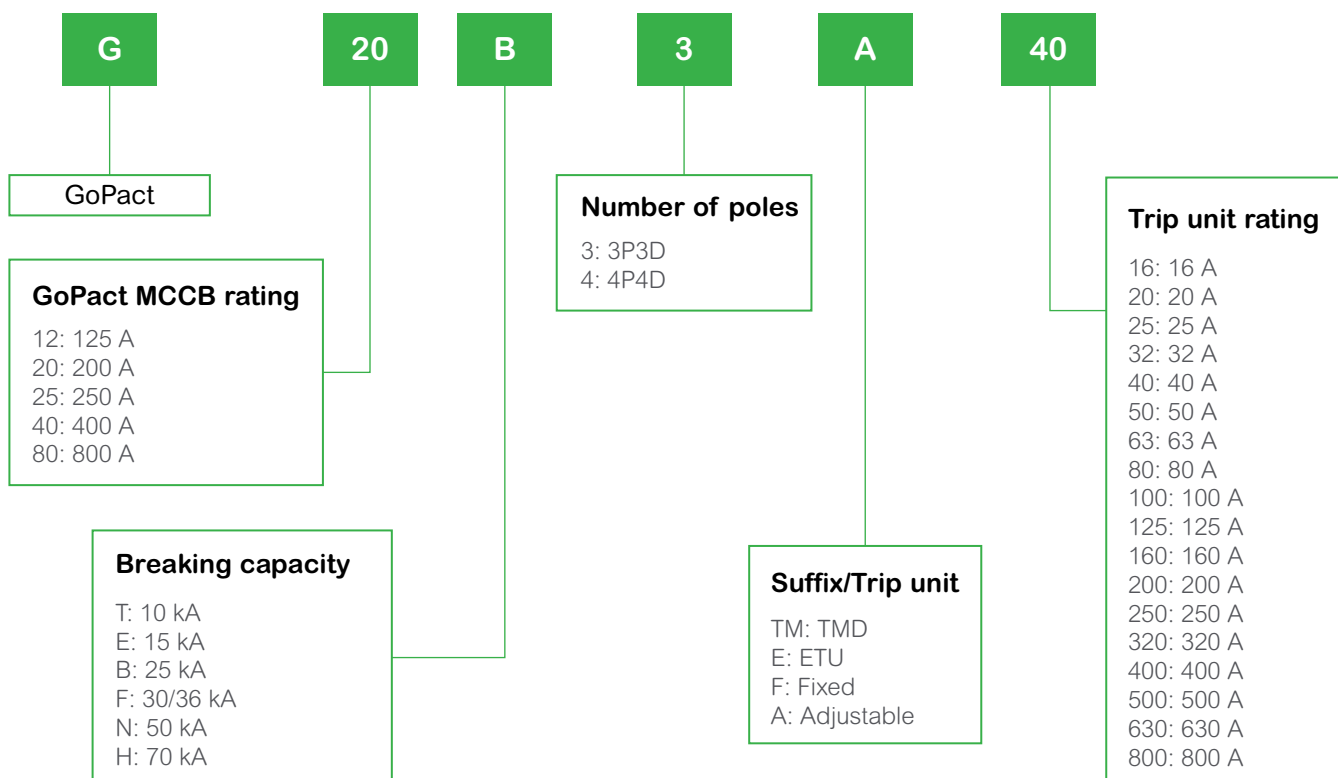 G 20 B 3 A 40
GoPact
GoPact MCCB rating
12: 125 A
20: 200 A
25: 250 A
40: 400 A
80: 800 A
Breaking capacity
T: 10 kA
E: 15 kA
B: 25 kA
F: 30/36 kA
N: 50 kA
H: 70 kA
Number of poles
3: 3P3D
4: 4P4D
Suffix/Trip unit
TM: TMD
E: ETU
F: Fixed
A: Adjustable
Trip unit rating
16: 16 A
20: 20 A
25: 25 A
32: 32 A
40: 40 A
50: 50 A
63: 63 A
80: 80 A
100: 100 A
125: 125 A
160: 160 A
200: 200 A
250: 250 A
320: 320 A
400: 400 A
500: 500 A
630: 630 A
800: 800 A